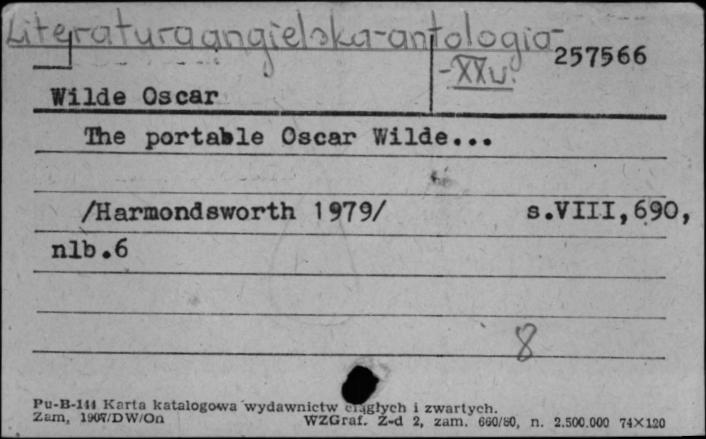 Literatura angielska-antologia-
-XXw.
257566
Wilde Oscar
The portable Oscar Wilde...
/Harmondsworth 1979/ s.VIII,690,
nlb.6
8
Pu-B-144 Karta katalogowa wydawnictw ciągłych i zwartych.
Zam, 1907/DW/On WZGraf. Z-d 2, zam. 660/80, n. 2.500.000 74×120